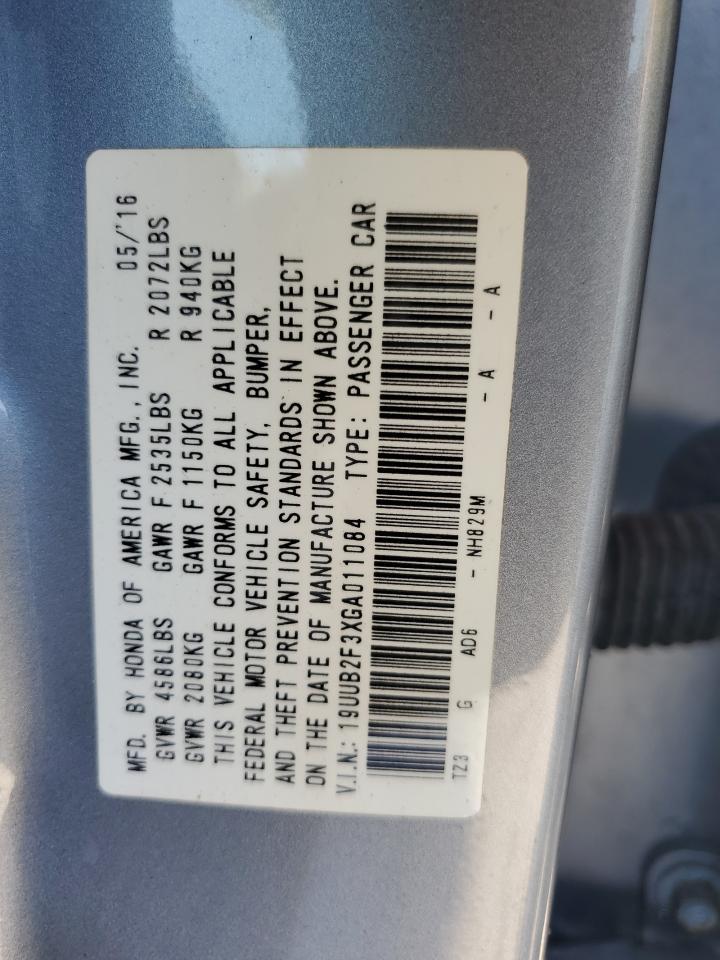 MFD. BY HONDA OF AMERICA MFG., INC. 05/'16
GVWR 4586LBS GAWR F 2535LBS R 2072LBS
GVWR 2080KG GAWR F 1150KG R 940KG
THIS VEHICLE CONFORMS TO ALL APPLICABLE
FEDERAL MOTOR VEHICLE SAFETY, BUMPER,
AND THEFT PREVENTION STANDARDS IN EFFECT
ON THE DATE OF MANUFACTURE SHOWN ABOVE.
V.I.N.: 19UUB2F3XGA011084 TYPE: PASSENGER CAR
TZ3 G AD6 - NH829M - A - A